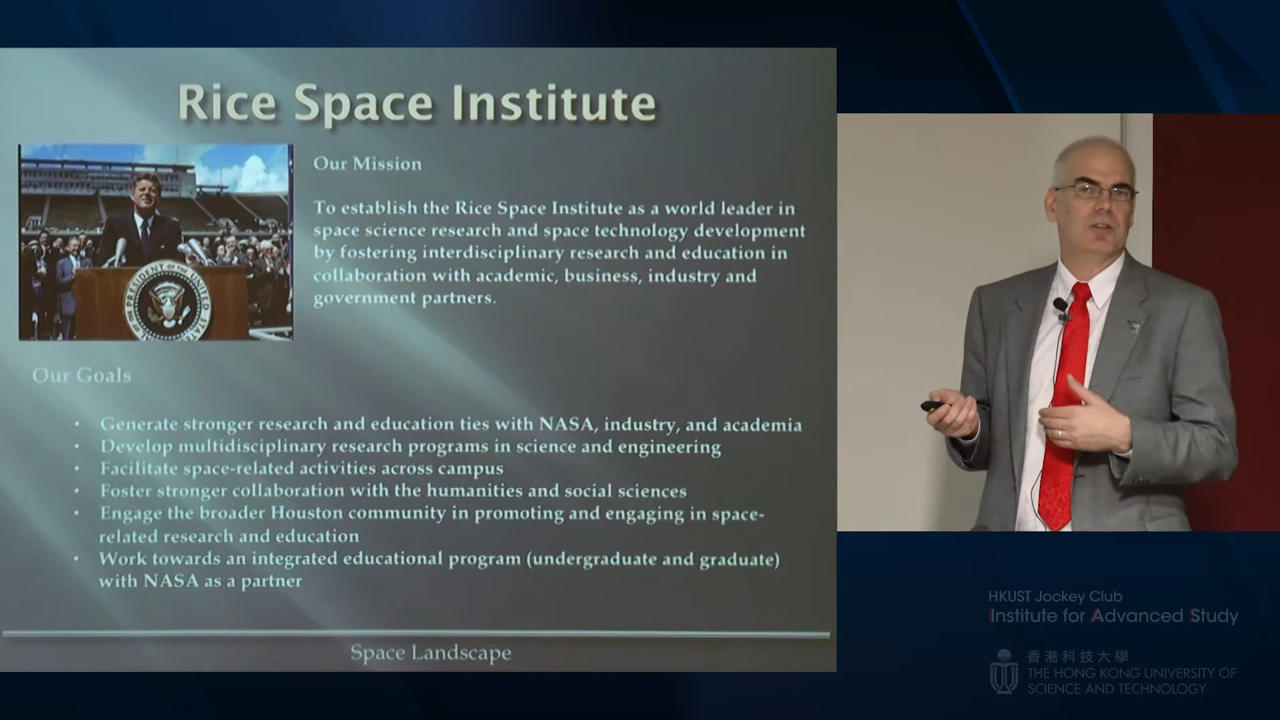 Rice Space Institute
Our Mission
To establish the Rice Space Institute as a world leader in
space science research and space technology development
by fostering interdisciplinary research and education in
collaboration with academic, business, industry and
government partners.
PRESIDENT OF THE UNITED STATES
Our Goals
• Generate stronger research and education ties with NASA, industry, and academia
• Develop multidisciplinary research programs in science and engineering
• Facilitate space-related activities across campus
• Foster stronger collaboration with the humanities and social sciences
• Engage the broader Houston community in promoting and engaging in space-
related research and education
• Work towards an integrated educational program (undergraduate and graduate)
with NASA as a partner
Space Landscape
HKUST Jockey Club
Institute for Advanced Study
香港科技大學
THE HONG KONG UNIVERSITY OF
SCIENCE AND TECHNOLOGY